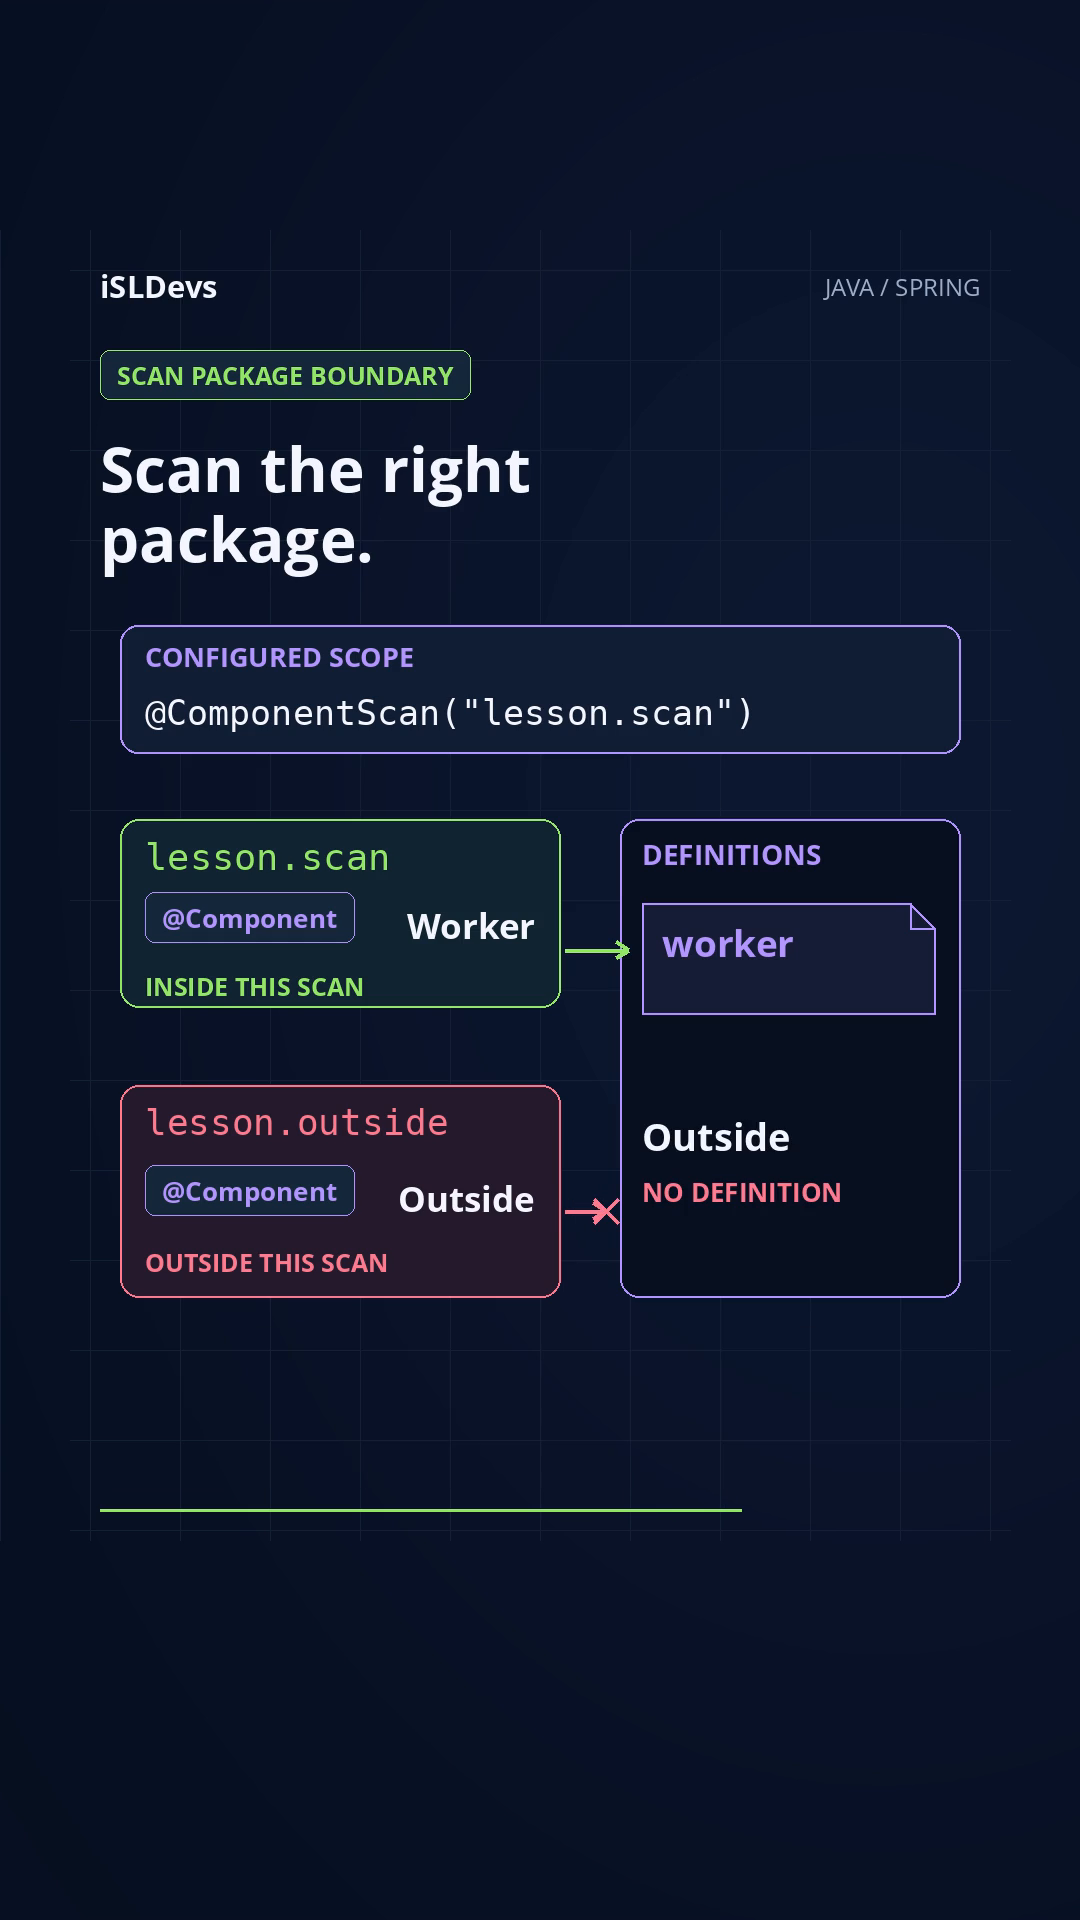 iSLDevs
JAVA / SPRING
SCAN PACKAGE BOUNDARY
Scan the right
package.
CONFIGURED SCOPE
@ComponentScan("lesson.scan")
lesson.scan
@Component
Worker
INSIDE THIS SCAN
DEFINITIONS
worker
lesson.outside
@Component
Outside
OUTSIDE THIS SCAN
Outside
NO DEFINITION